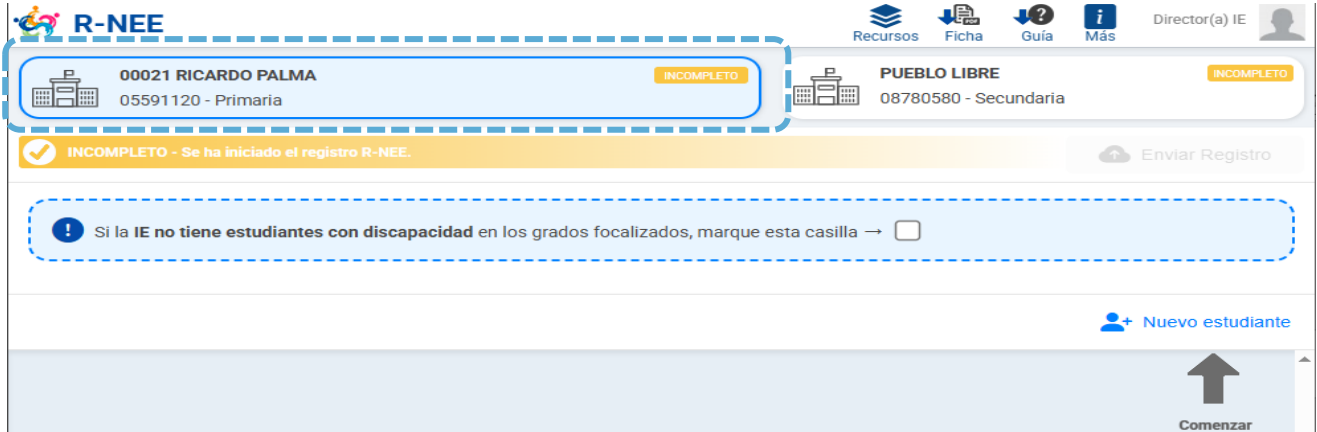 R-NEE
Recursos
Ficha
Guía
Más
Director(a) IE
00021 RICARDO PALMA
INCOMPLETO
05591120 - Primaria
PUEBLO LIBRE
INCOMPLETO
08780580 - Secundaria
INCOMPLETO - Se ha iniciado el registro R-NEE.
Enviar Registro
Si la IE no tiene estudiantes con discapacidad en los grados focalizados, marque esta casilla →
Nuevo estudiante
Comenzar